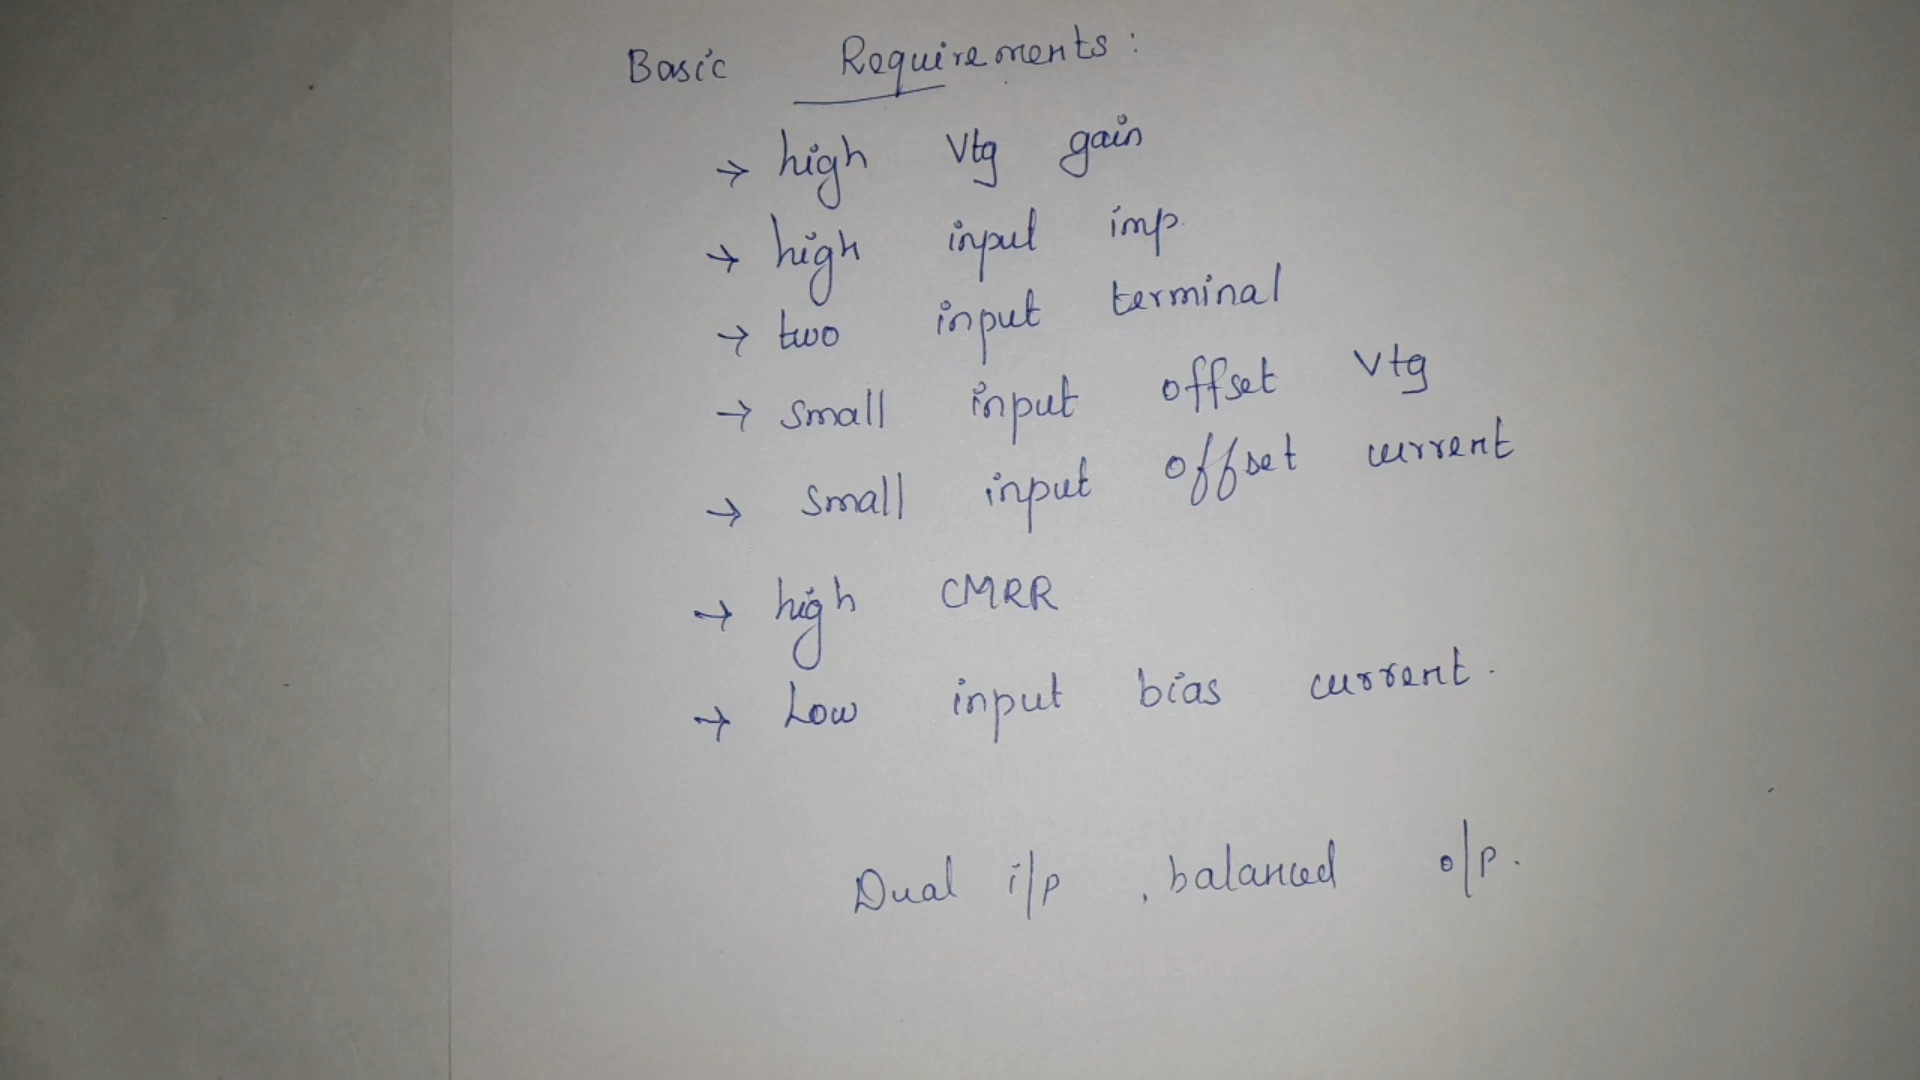 Basic Requirements:
→ high Vtg gain
→ high input imp.
→ two input terminal
→ small input offset Vtg
→ small input offset current
→ high CMRR
→ Low input bias current.
Dual i/p, balanced o/p.